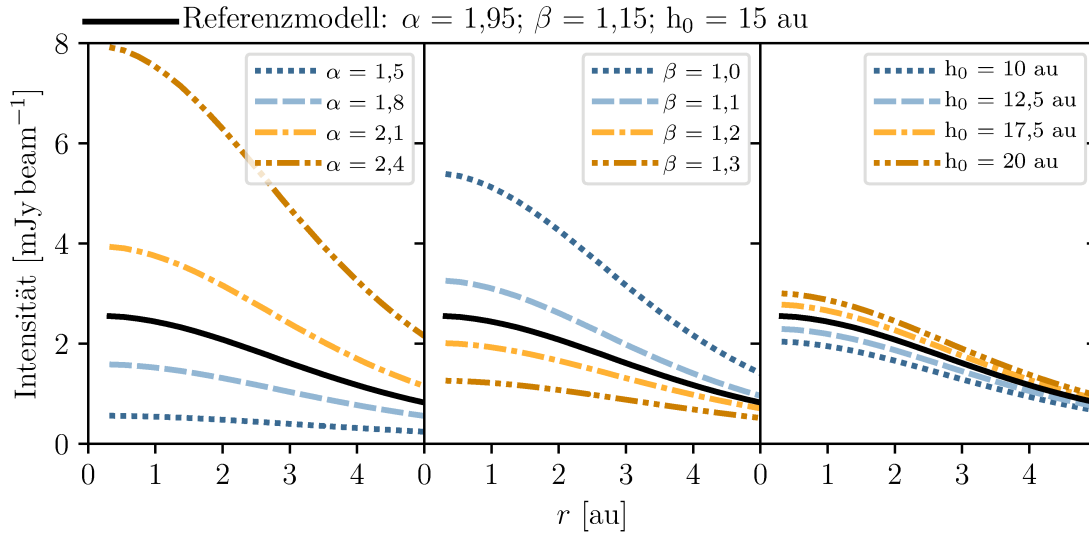 Referenzmodell: α = 1,95; β = 1,15; h₀ = 15 au
Intensität [mJy beam⁻¹]
8
6
4
2
0
α = 1,5
α = 1,8
α = 2,1
α = 2,4
β = 1,0
β = 1,1
β = 1,2
β = 1,3
h₀ = 10 au
h₀ = 12,5 au
h₀ = 17,5 au
h₀ = 20 au
0 1 2 3 4 0 1 2 3 4 0 1 2 3 4
r [au]